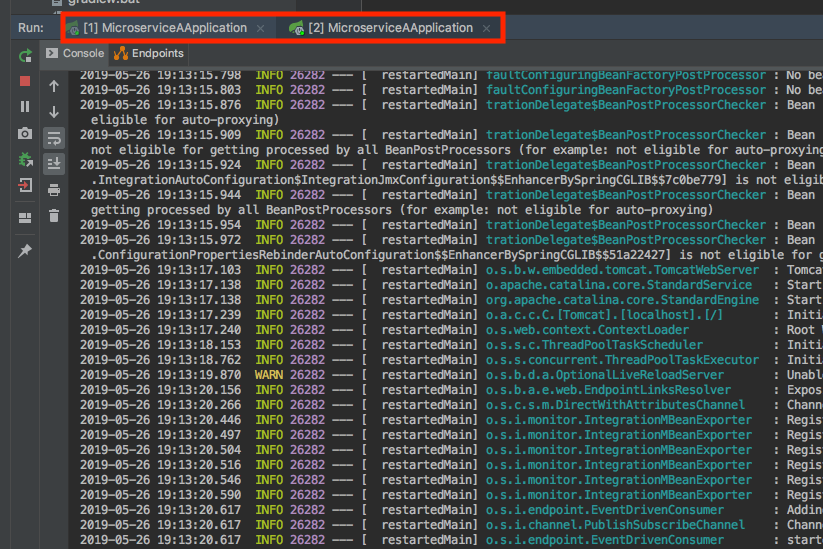 gradlew.bat
Run: [1] MicroserviceAApplication × [2] MicroserviceAApplication ×
Console Endpoints
2019-05-26 19:13:15.798 INFO 26282 --- [ restartedMain] faultConfiguringBeanFactoryPostProcessor : No bea
2019-05-26 19:13:15.803 INFO 26282 --- [ restartedMain] faultConfiguringBeanFactoryPostProcessor : No bea
2019-05-26 19:13:15.876 INFO 26282 --- [ restartedMain] trationDelegate$BeanPostProcessorChecker : Bean
eligible for auto-proxying)
2019-05-26 19:13:15.909 INFO 26282 --- [ restartedMain] trationDelegate$BeanPostProcessorChecker : Bean
not eligible for getting processed by all BeanPostProcessors (for example: not eligible for auto-proxying
2019-05-26 19:13:15.924 INFO 26282 --- [ restartedMain] trationDelegate$BeanPostProcessorChecker : Bean
.IntegrationAutoConfiguration$IntegrationJmxConfiguration$$EnhancerBySpringCGLIB$$7c0be779] is not eligib
2019-05-26 19:13:15.944 INFO 26282 --- [ restartedMain] trationDelegate$BeanPostProcessorChecker : Bean
getting processed by all BeanPostProcessors (for example: not eligible for auto-proxying)
2019-05-26 19:13:15.954 INFO 26282 --- [ restartedMain] trationDelegate$BeanPostProcessorChecker : Bean
2019-05-26 19:13:15.972 INFO 26282 --- [ restartedMain] trationDelegate$BeanPostProcessorChecker : Bean
.ConfigurationPropertiesRebinderAutoConfiguration$$EnhancerBySpringCGLIB$$51a22427] is not eligible for g
2019-05-26 19:13:17.103 INFO 26282 --- [ restartedMain] o.s.b.w.embedded.tomcat.TomcatWebServer : Tomca
2019-05-26 19:13:17.138 INFO 26282 --- [ restartedMain] o.apache.catalina.core.StandardService : Start
2019-05-26 19:13:17.138 INFO 26282 --- [ restartedMain] org.apache.catalina.core.StandardEngine : Start
2019-05-26 19:13:17.239 INFO 26282 --- [ restartedMain] o.a.c.c.C.[Tomcat].[localhost].[/] : Initi
2019-05-26 19:13:17.240 INFO 26282 --- [ restartedMain] o.s.web.context.ContextLoader : Root W
2019-05-26 19:13:18.153 INFO 26282 --- [ restartedMain] o.s.s.c.ThreadPoolTaskScheduler : Initi
2019-05-26 19:13:18.762 INFO 26282 --- [ restartedMain] o.s.s.concurrent.ThreadPoolTaskExecutor : Initi
2019-05-26 19:13:19.870 WARN 26282 --- [ restartedMain] o.s.b.d.a.OptionalLiveReloadServer : Unabl
2019-05-26 19:13:20.156 INFO 26282 --- [ restartedMain] o.s.b.a.e.web.EndpointLinksResolver : Expos
2019-05-26 19:13:20.266 INFO 26282 --- [ restartedMain] o.s.c.s.m.DirectWithAttributesChannel : Chann
2019-05-26 19:13:20.446 INFO 26282 --- [ restartedMain] o.s.i.monitor.IntegrationMBeanExporter : Regis
2019-05-26 19:13:20.497 INFO 26282 --- [ restartedMain] o.s.i.monitor.IntegrationMBeanExporter : Regis
2019-05-26 19:13:20.504 INFO 26282 --- [ restartedMain] o.s.i.monitor.IntegrationMBeanExporter : Regis
2019-05-26 19:13:20.516 INFO 26282 --- [ restartedMain] o.s.i.monitor.IntegrationMBeanExporter : Regis
2019-05-26 19:13:20.546 INFO 26282 --- [ restartedMain] o.s.i.monitor.IntegrationMBeanExporter : Regis
2019-05-26 19:13:20.590 INFO 26282 --- [ restartedMain] o.s.i.monitor.IntegrationMBeanExporter : Regis
2019-05-26 19:13:20.617 INFO 26282 --- [ restartedMain] o.s.i.endpoint.EventDrivenConsumer : Addin
2019-05-26 19:13:20.617 INFO 26282 --- [ restartedMain] o.s.i.channel.PublishSubscribeChannel : Chann
2019-05-26 19:13:20.617 INFO 26282 --- [ restartedMain] o.s.i.endpoint.EventDrivenConsumer : starte